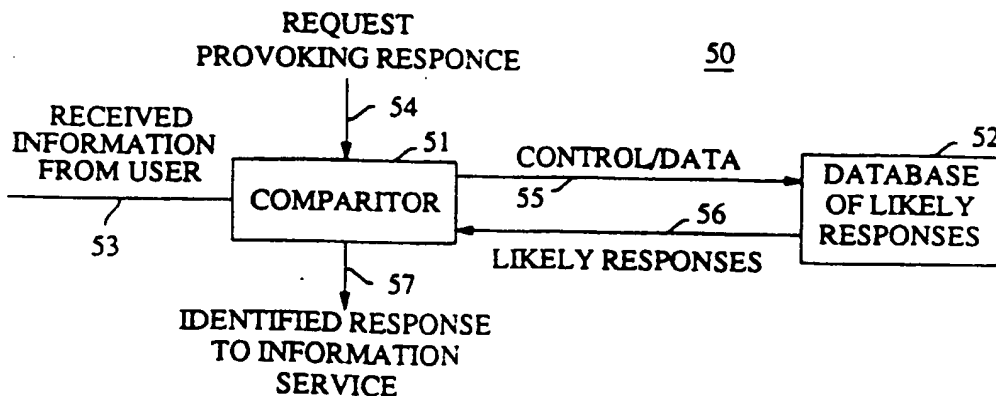 REQUEST
PROVOKING RESPONCE
50
54
RECEIVED
INFORMATION
FROM USER
51
COMPARITOR
53
CONTROL/DATA
55
52
DATABASE
OF LIKELY
RESPONSES
56
LIKELY RESPONSES
57
IDENTIFIED RESPONSE
TO INFORMATION
SERVICE